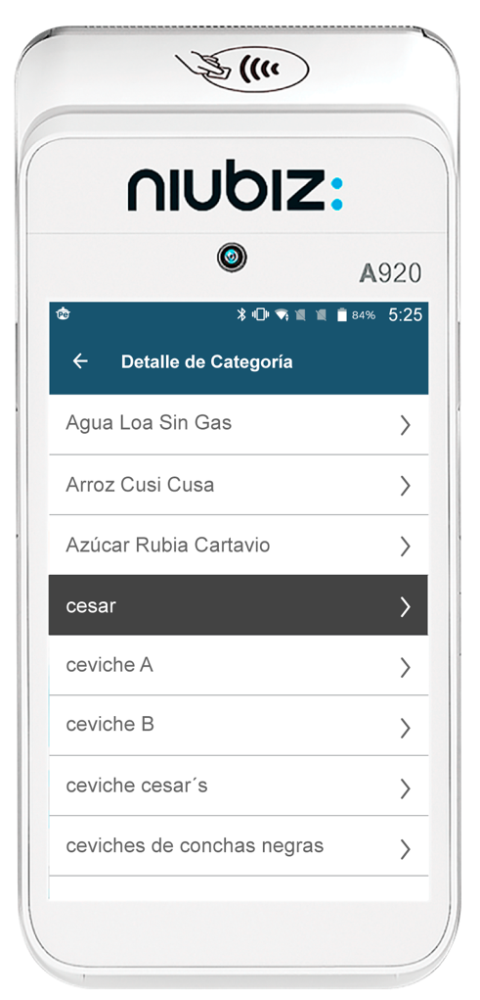 niubiz:
A920
84% 5:25
Detalle de Categoría
Agua Loa Sin Gas
Arroz Cusi Cusa
Azúcar Rubia Cartavio
cesar
ceviche A
ceviche B
ceviche cesar´s
ceviches de conchas negras